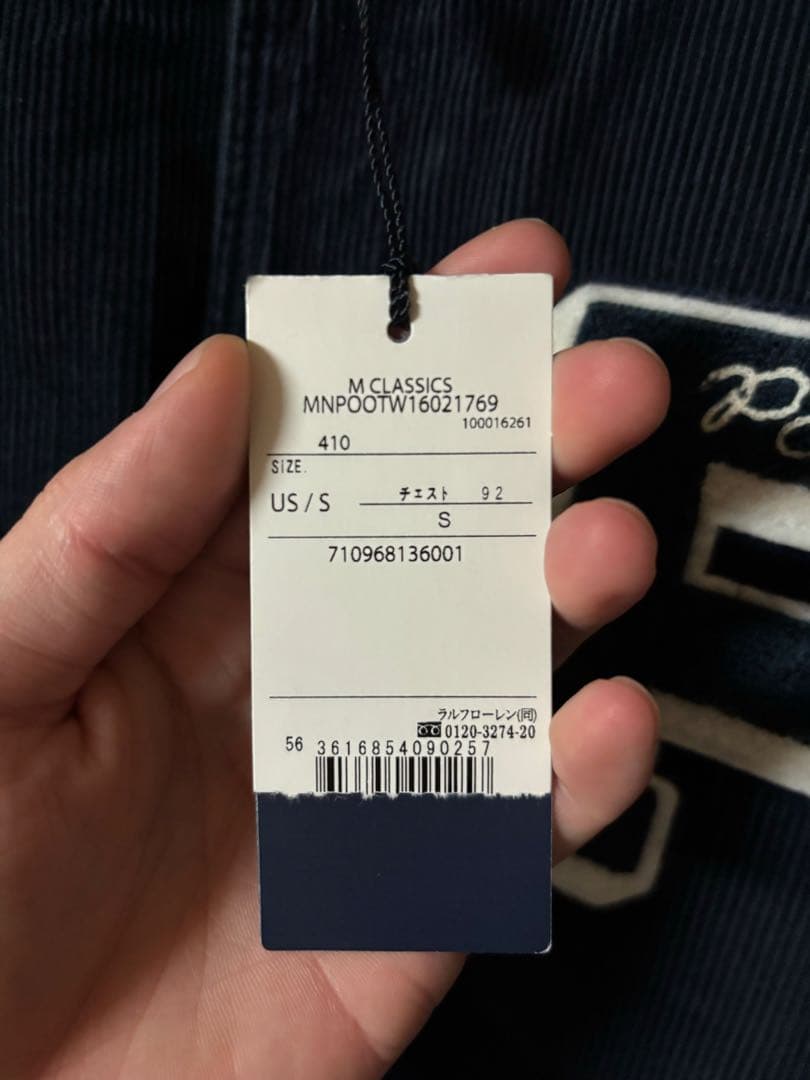 M CLASSICS
MNPOOTW16021769
100016261
410
SIZE.
US / S
チェスト 92
S
710968136001
ラルフローレン(同)
0120-3274-20
56
3616854090257